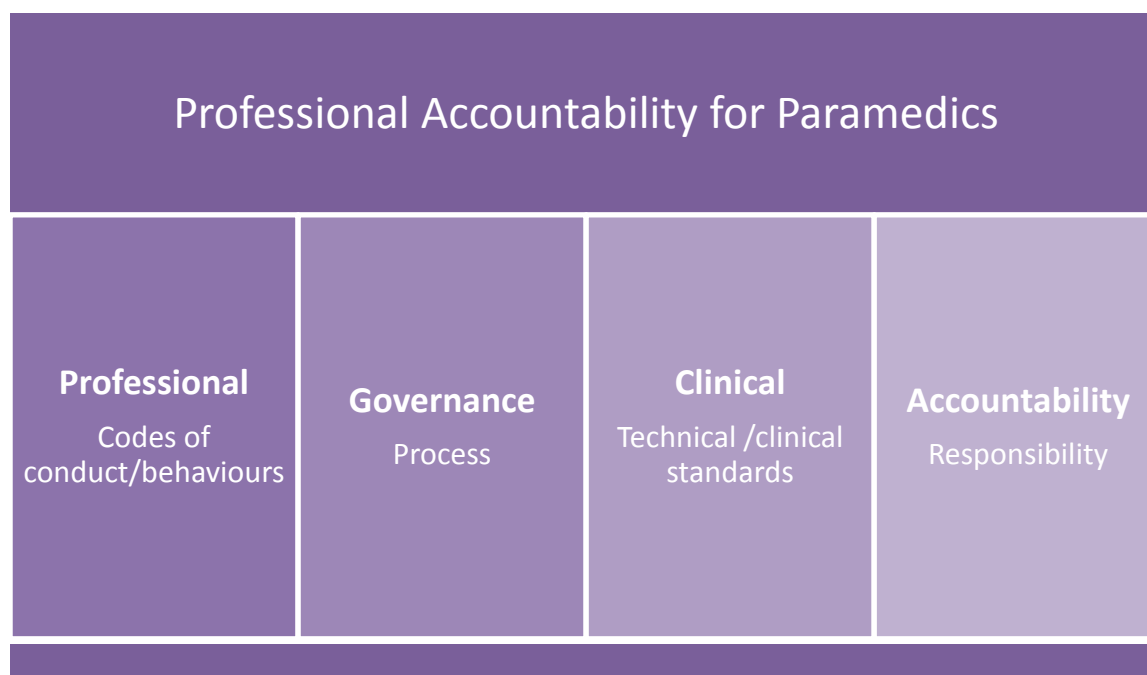 Professional Accountability for Paramedics
Professional
Codes of
conduct/behaviours
Governance
Process
Clinical
Technical /clinical
standards
Accountability
Responsibility